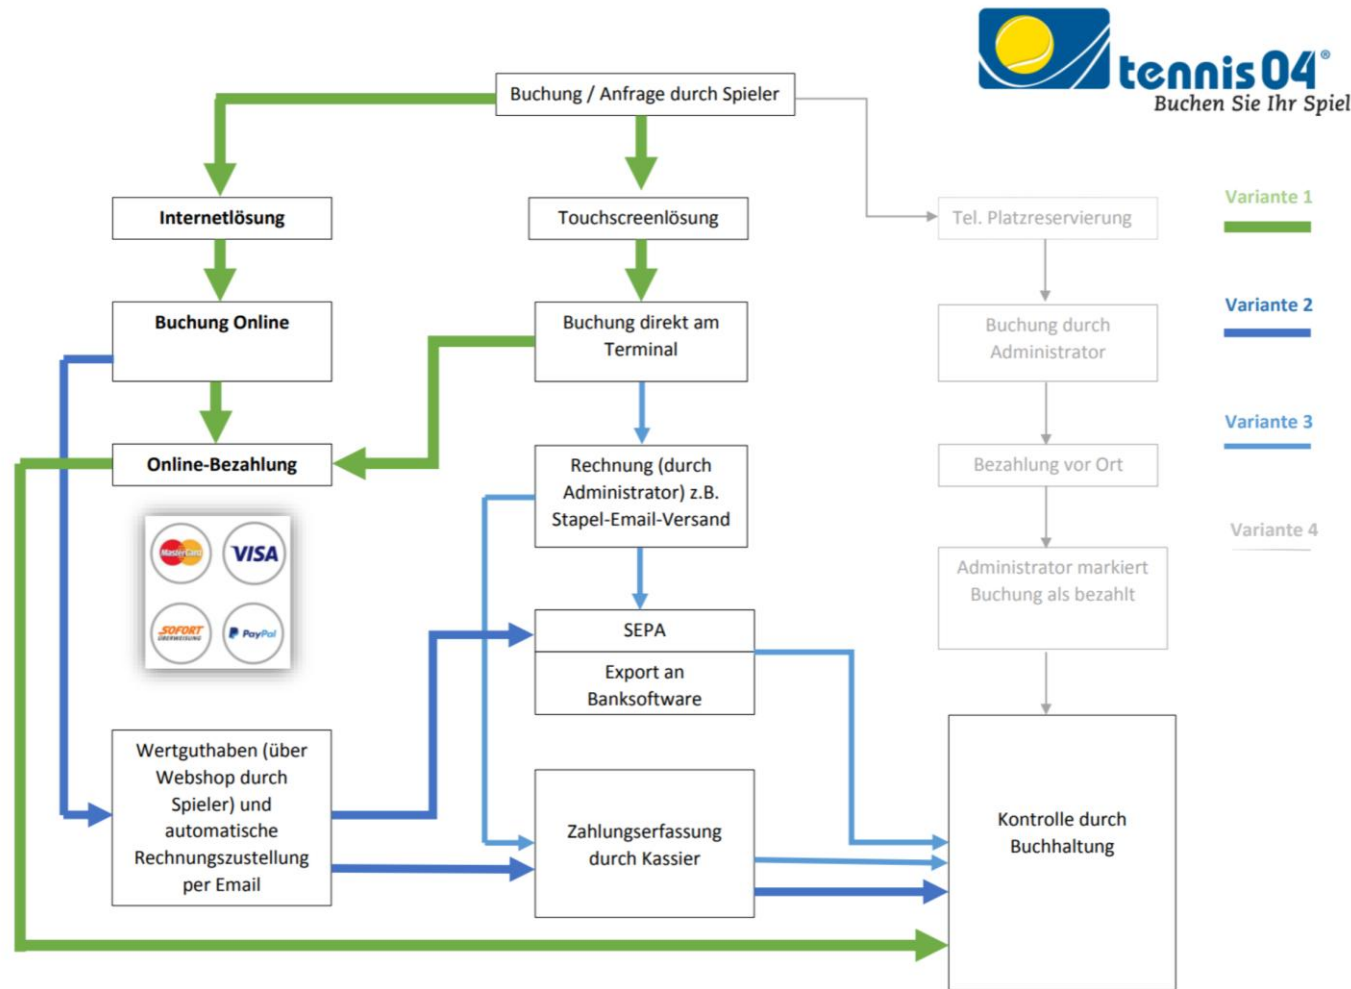 tennis04®
Buchen Sie Ihr Spiel
Buchung / Anfrage durch Spieler
Internetlösung
Touchscreenlösung
Tel. Platzreservierung
Variante 1
Buchung Online
Buchung direkt am
Terminal
Buchung durch
Administrator
Variante 2
Online-Bezahlung
Rechnung (durch
Administrator) z.B.
Stapel-Email-Versand
Bezahlung vor Ort
Variante 3
MasterCard
VISA
SOFORT
ÜBERWEISUNG
PayPal
Administrator markiert
Buchung als bezahlt
Variante 4
SEPA
Export an
Banksoftware
Wertguthaben (über
Webshop durch
Spieler) und
automatische
Rechnungszustellung
per Email
Zahlungserfassung
durch Kassier
Kontrolle durch
Buchhaltung